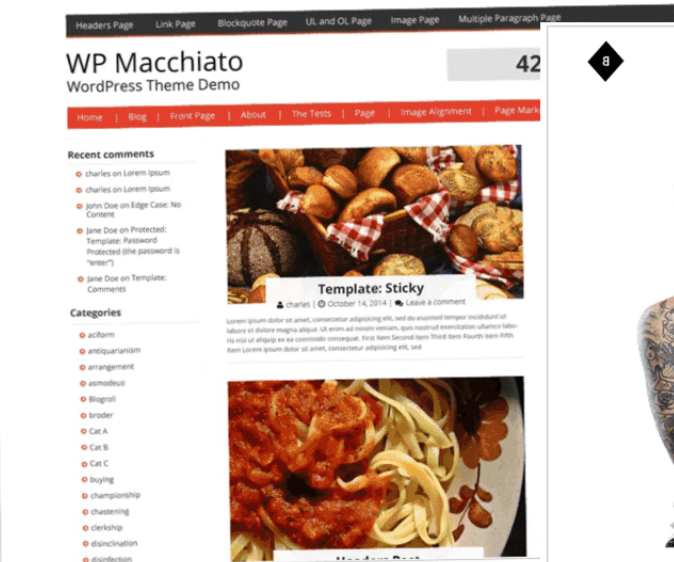 Headers Page Link Page Blockquote Page UL and OL Page Image Page Multiple Paragraph Page
WP Macchiato
WordPress Theme Demo
42
Home | Blog | Front Page | About | The Tests | Page | Image Alignment | Page Mark
Recent comments
charles on Lorem Ipsum
charles on Lorem Ipsum
John Doe on Edge Case: No
Content
Jane Doe on Protected:
Template: Password
Protected (the password is
"enter")
Jane Doe on Template:
Comments
Categories
aciform
antiquarianism
arrangement
asmodeus
Blogroll
broder
Cat A
Cat B
Cat C
buying
championship
chastening
clerkship
disinclination
disinfection
Template: Sticky
charles | October 14, 2014 | Leave a comment
Lorem ipsum dolor sit amet, consectetur adipisicing elit, sed do eiusmod tempor incididunt ut
labore et dolore magna aliqua. Ut enim ad minim veniam, quis nostrud exercitation ullamco labo-
ris nisi ut aliquip ex ea commodo consequat. First Item Second Item Third Item Fourth item Fifth
Item Lorem ipsum dolor sit amet, consectetur adipisicing elit, sed
Headers Post
B